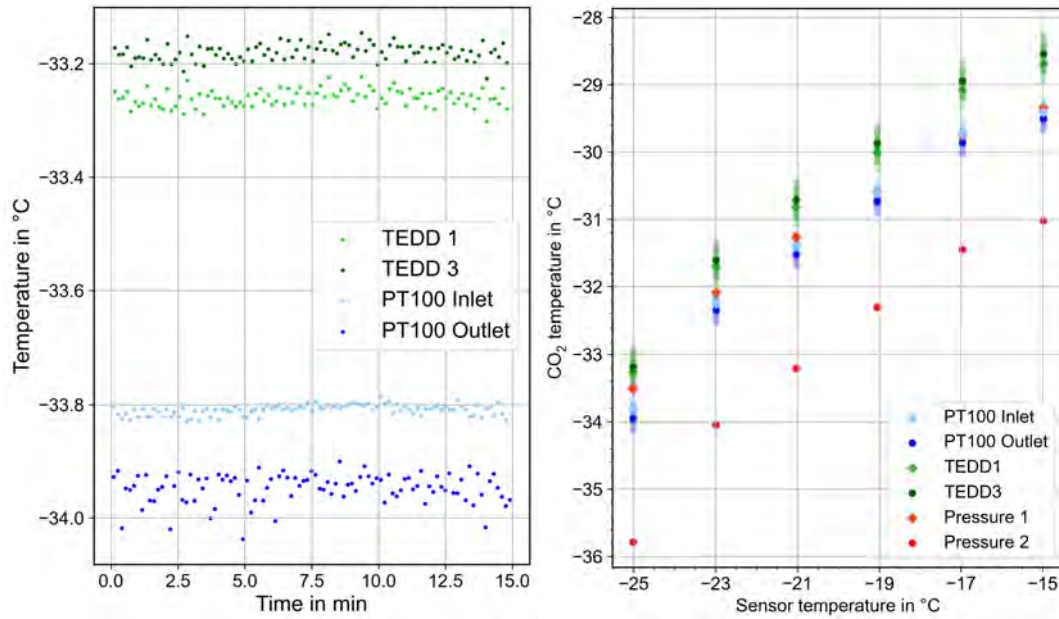 −33.2
−33.4
−33.6
−33.8
−34.0
Temperature in °C
TEDD 1
TEDD 3
PT100 Inlet
PT100 Outlet
0.0 2.5 5.0 7.5 10.0 12.5 15.0
Time in min
−28
−29
−30
−31
−32
−33
−34
−35
−36
CO₂ temperature in °C
PT100 Inlet
PT100 Outlet
TEDD1
TEDD3
Pressure 1
Pressure 2
−25 −23 −21 −19 −17 −15
Sensor temperature in °C